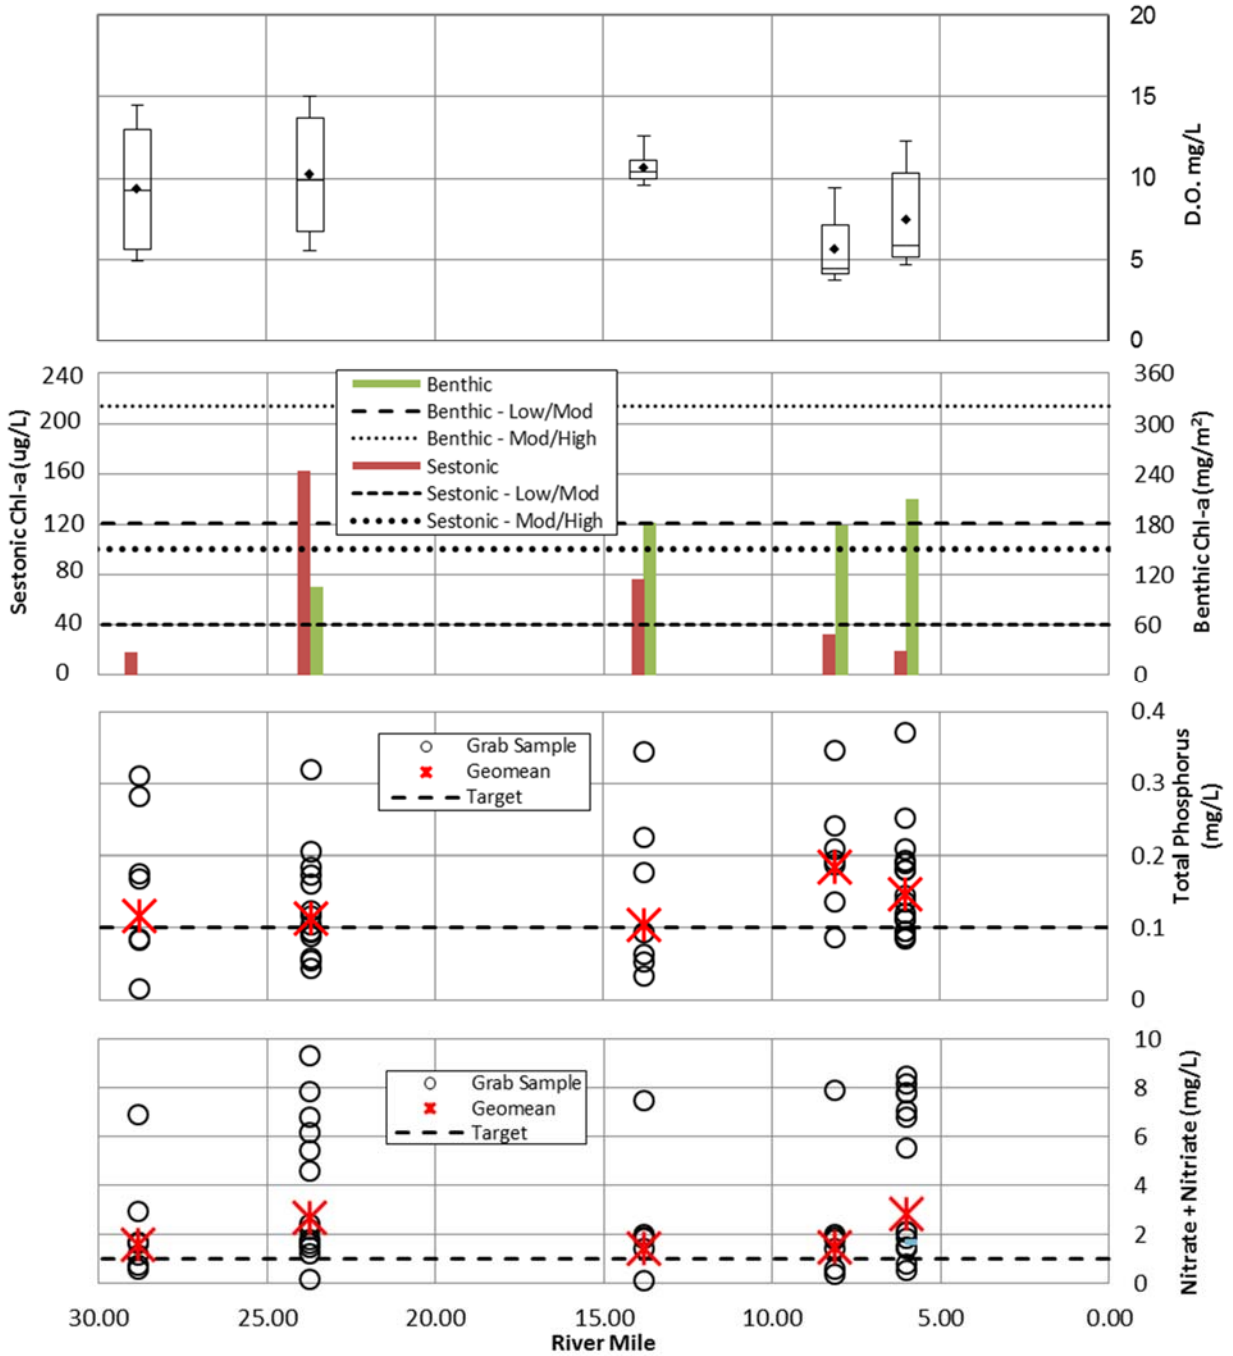 20
15
10
5
0
D.O. mg/L
240
200
160
120
80
40
0
Sestonic Chl-a (ug/L)
Benthic
Benthic - Low/Mod
Benthic - Mod/High
Sestonic
Sestonic - Low/Mod
Sestonic - Mod/High
360
300
240
180
120
60
0
Benthic Chl-a (mg/m²)
Grab Sample
Geomean
Target
0.4
0.3
0.2
0.1
0
Total Phosphorus
(mg/L)
Grab Sample
Geomean
Target
10
8
6
4
2
0
Nitrate + Nitriate (mg/L)
30.00 25.00 20.00 15.00 10.00 5.00 0.00
River Mile